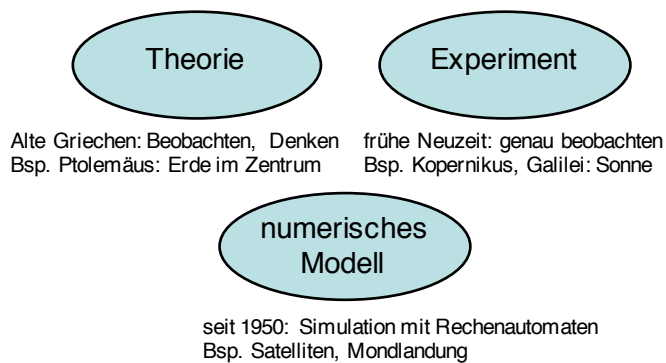 Theorie
Alte Griechen: Beobachten, Denken
Bsp. Ptolemäus: Erde im Zentrum
Experiment
frühe Neuzeit: genau beobachten
Bsp. Kopernikus, Galilei: Sonne
numerisches
Modell
seit 1950: Simulation mit Rechenautomaten
Bsp. Satelliten, Mondlandung